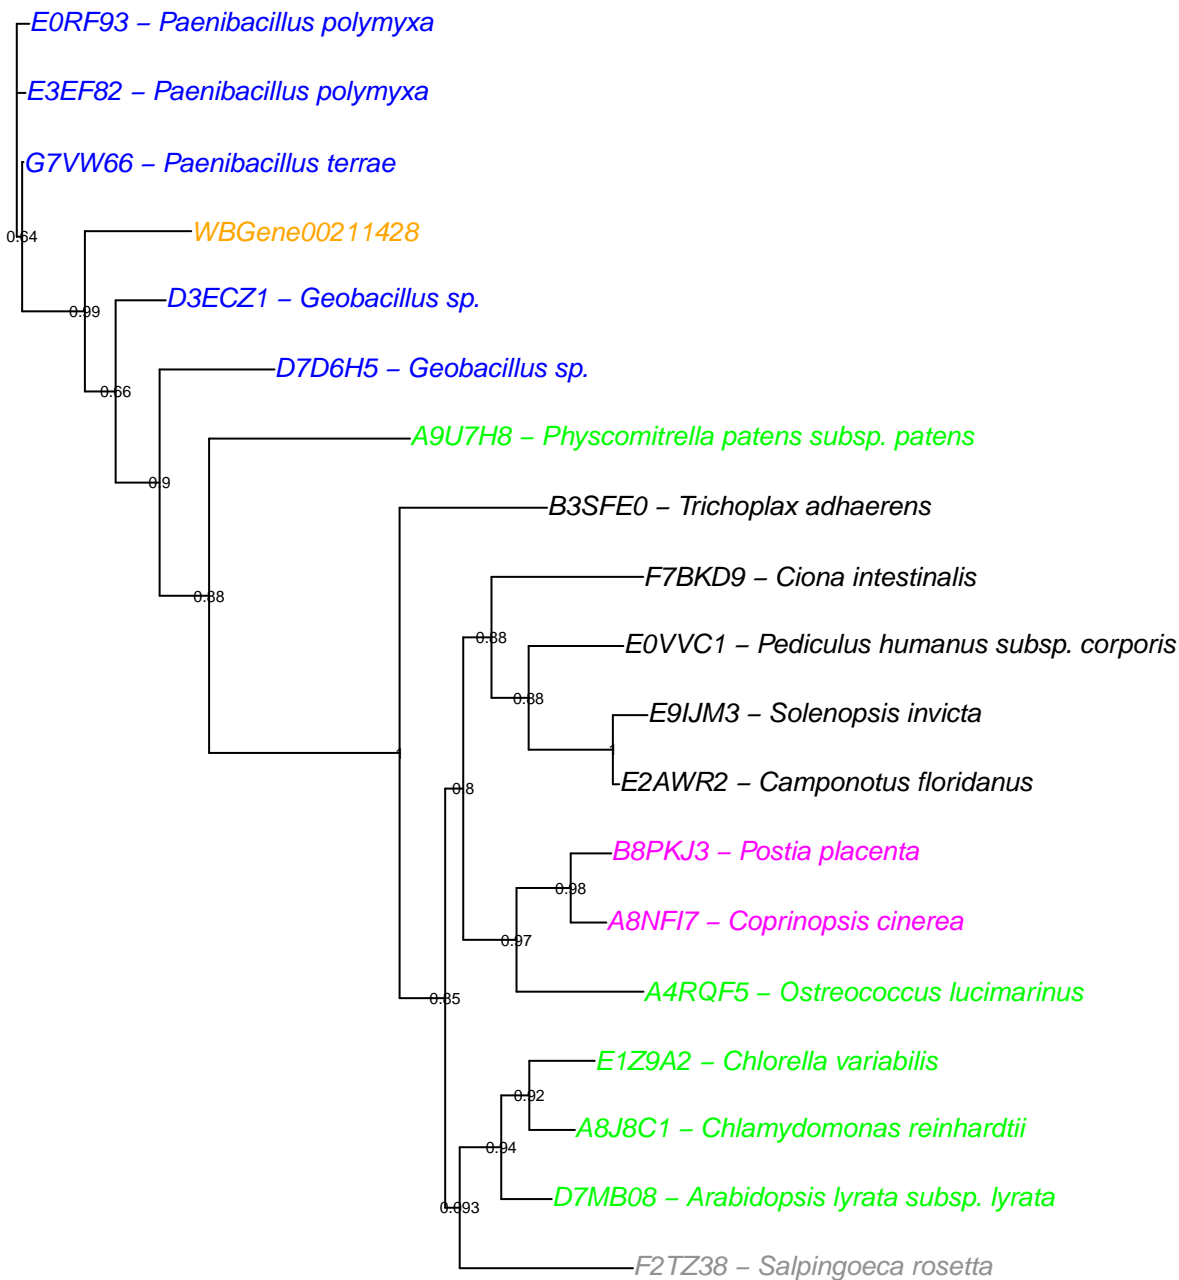 E0RF93 – Paenibacillus polymyxa
E3EF82 – Paenibacillus polymyxa
G7VW66 – Paenibacillus terrae
WBGene00211428
0.64
D3ECZ1 – Geobacillus sp.
0.99
D7D6H5 – Geobacillus sp.
0.66
A9U7H8 – Physcomitrella patens subsp. patens
0.9
B3SFE0 – Trichoplax adhaerens
F7BKD9 – Ciona intestinalis
0.88
0.88
E0VVC1 – Pediculus humanus subsp. corporis
0.88
E9IJM3 – Solenopsis invicta
1
1
E2AWR2 – Camponotus floridanus
0.8
B8PKJ3 – Postia placenta
0.98
A8NFI7 – Coprinopsis cinerea
0.97
A4RQF5 – Ostreococcus lucimarinus
0.85
E1Z9A2 – Chlorella variabilis
0.92
A8J8C1 – Chlamydomonas reinhardtii
0.94
D7MB08 – Arabidopsis lyrata subsp. lyrata
0.093
F2TZ38 – Salpingoeca rosetta